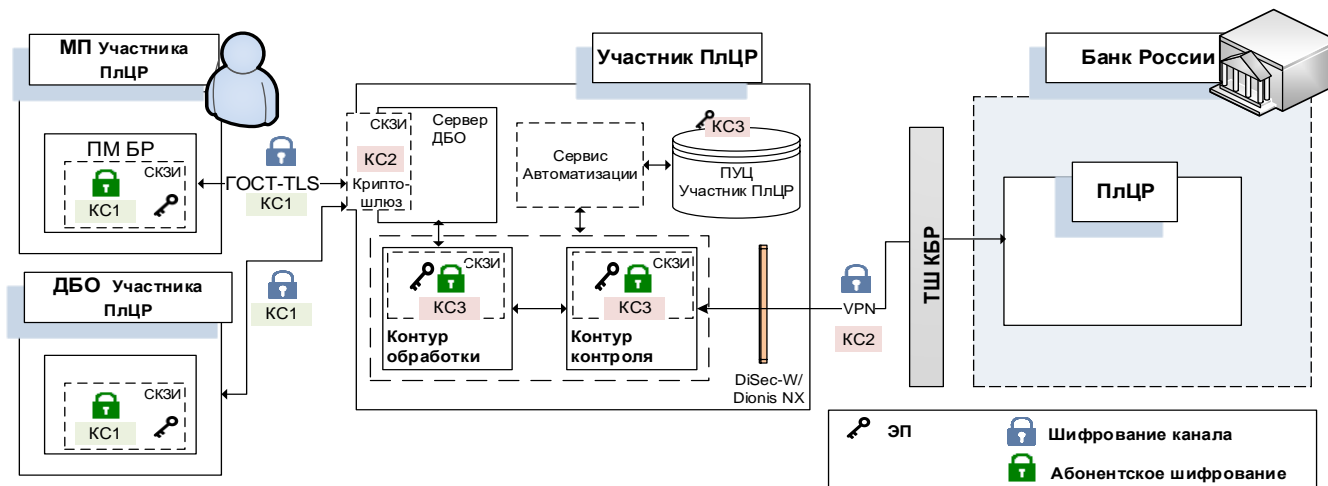 МП Участника
ПлЦР
ПМ БР
СКЗИ
КС1
ГОСТ-TLS
КС1
ДБО Участника
ПлЦР
КС1
СКЗИ
КС1
Участник ПлЦР
СКЗИ
КС2
Крипто-
шлюз
Сервер
ДБО
Сервис
Автоматизации
КС3
ПУЦ
Участник ПлЦР
СКЗИ
КС3
Контур
обработки
СКЗИ
КС3
Контур
контроля
DiSec-W/
Dionis NX
VPN
КС2
ТШ КБР
Банк России
ПлЦР
ЭП
Шифрование канала
Абонентское шифрование